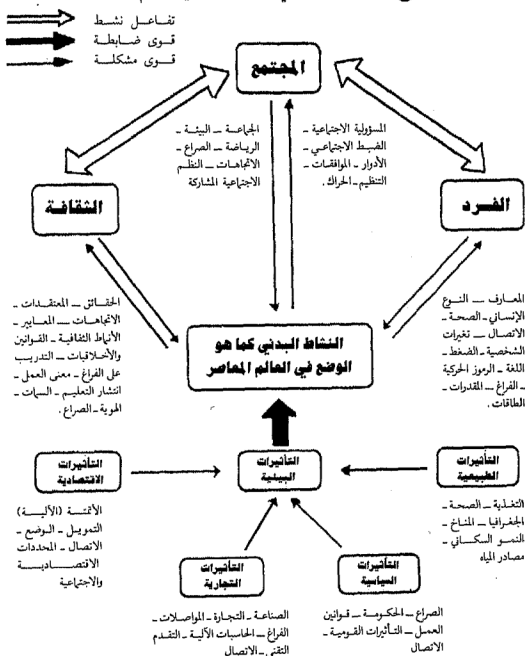 تفاعل نشط
قوى ضابطة
قوى مشكلة
المجتمع
المسؤولية الاجتماعية -
الضبط الاجتماعي -
الأدوار - الموافقات -
التنظيم - الحراك.
الجماعة - البيئة -
الرياضة - الصراع -
الاتجاهات - النظم
الاجتماعية المشاركة
الفرد
الثقافة
المعارف - النوع
الإنساني - الصحة -
الاتصال - تغيرات
الشخصية - الضغط -
اللغة - الرموز الحركية
- الفراغ - المقدرات -
الطاقات.
الحقائق - المعتقدات -
الاتجاهات - المعايير -
الأنماط الثقافية - القوانين
والأخلاقيات - التدريب
على الفراغ - معنى العمل -
انتشار التعليم - السمات -
الهوية - الصراع.
النشاط البدني كما هو
الوضع في العالم المعاصر
التأثيرات
الطبيعية
التأثيرات
البيئية
التأثيرات
الاقتصادية
التغذية - الصحة -
الجغرافيا - المناخ -
النمو السكاني -
مصادر المياه
الأتمتة (الآلية)
التمويل - الوضع -
الاتصال - المحددات
الاقتصادية
والاجتماعية
التأثيرات
السياسية
التأثيرات
التجارية
الصراع - الحكومة - قوانين
العمل - التأثيرات القومية -
الاتصال
الصناعة - التجارة - المواصلات -
الفراغ - الحاسبات الآلية - التقدم
التقني - الاتصال